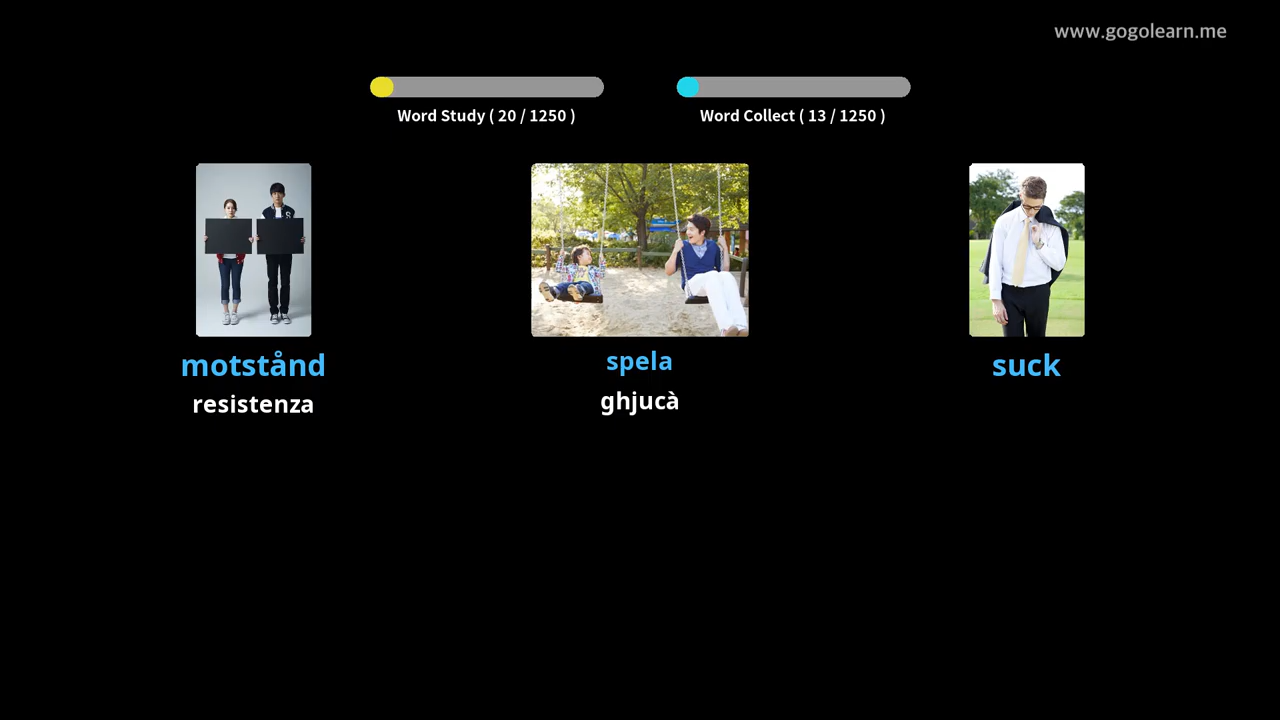 www.gogolearn.me
Word Study ( 20 / 1250 )
Word Collect ( 13 / 1250 )
motstånd
spela
suck
resistenza
ghjucà